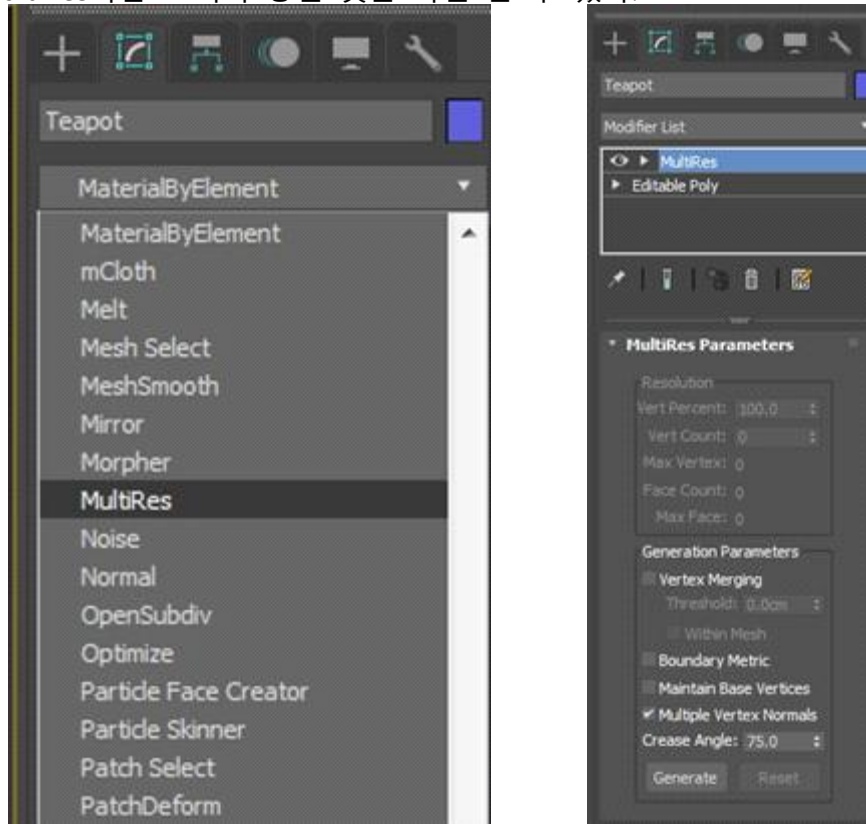 Teapot
MaterialByElement
MaterialByElement
mCloth
Melt
Mesh Select
MeshSmooth
Mirror
Morpher
MultiRes
Noise
Normal
OpenSubdiv
Optimize
Particle Face Creator
Particle Skinner
Patch Select
PatchDeform
Teapot
Modifier List
MultiRes
Editable Poly
MultiRes Parameters
Resolution
Vert Percent: 100.0
Vert Count: 0
Max Vertex: 0
Face Count: 0
Max Face: 0
Generation Parameters
Vertex Merging
Threshold: 0.0cm
Within Mesh
Boundary Metric
Maintain Base Vertices
Multiple Vertex Normals
Crease Angle: 75.0
Generate Reset